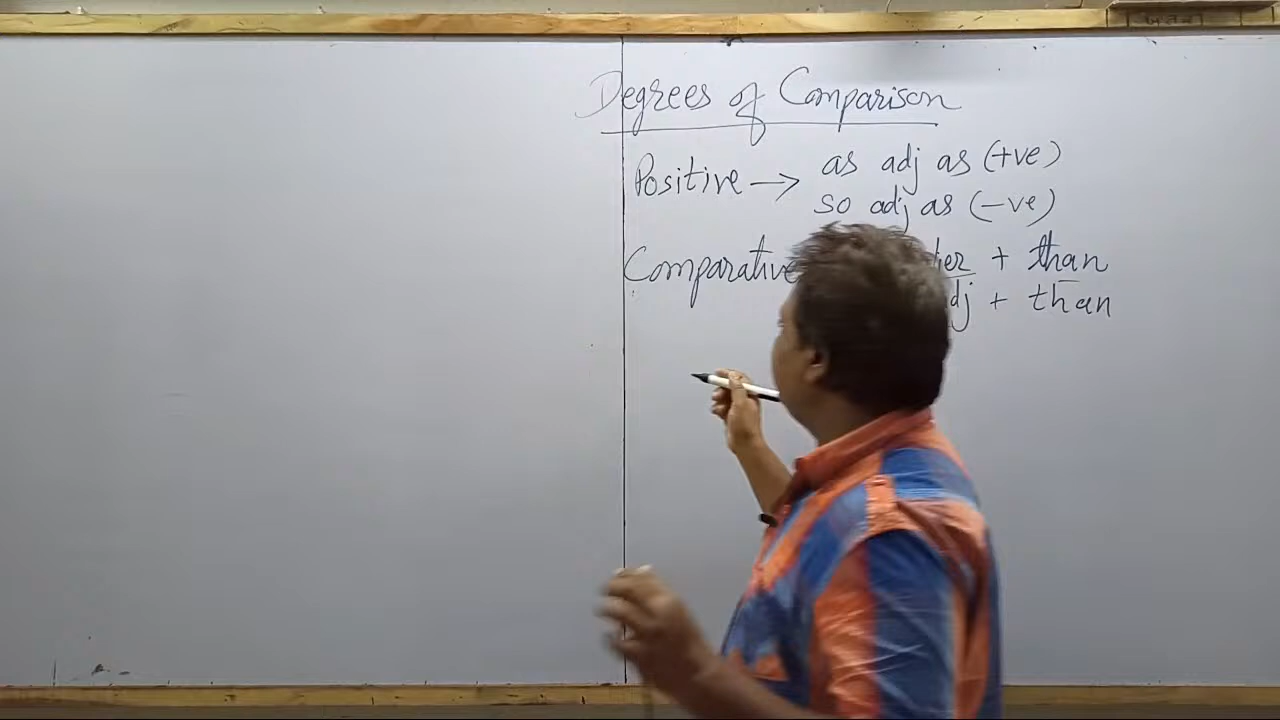 Degrees of Comparison
Positive → as adj as (+ve)
so adj as (-ve)
Comparative + than
+ than